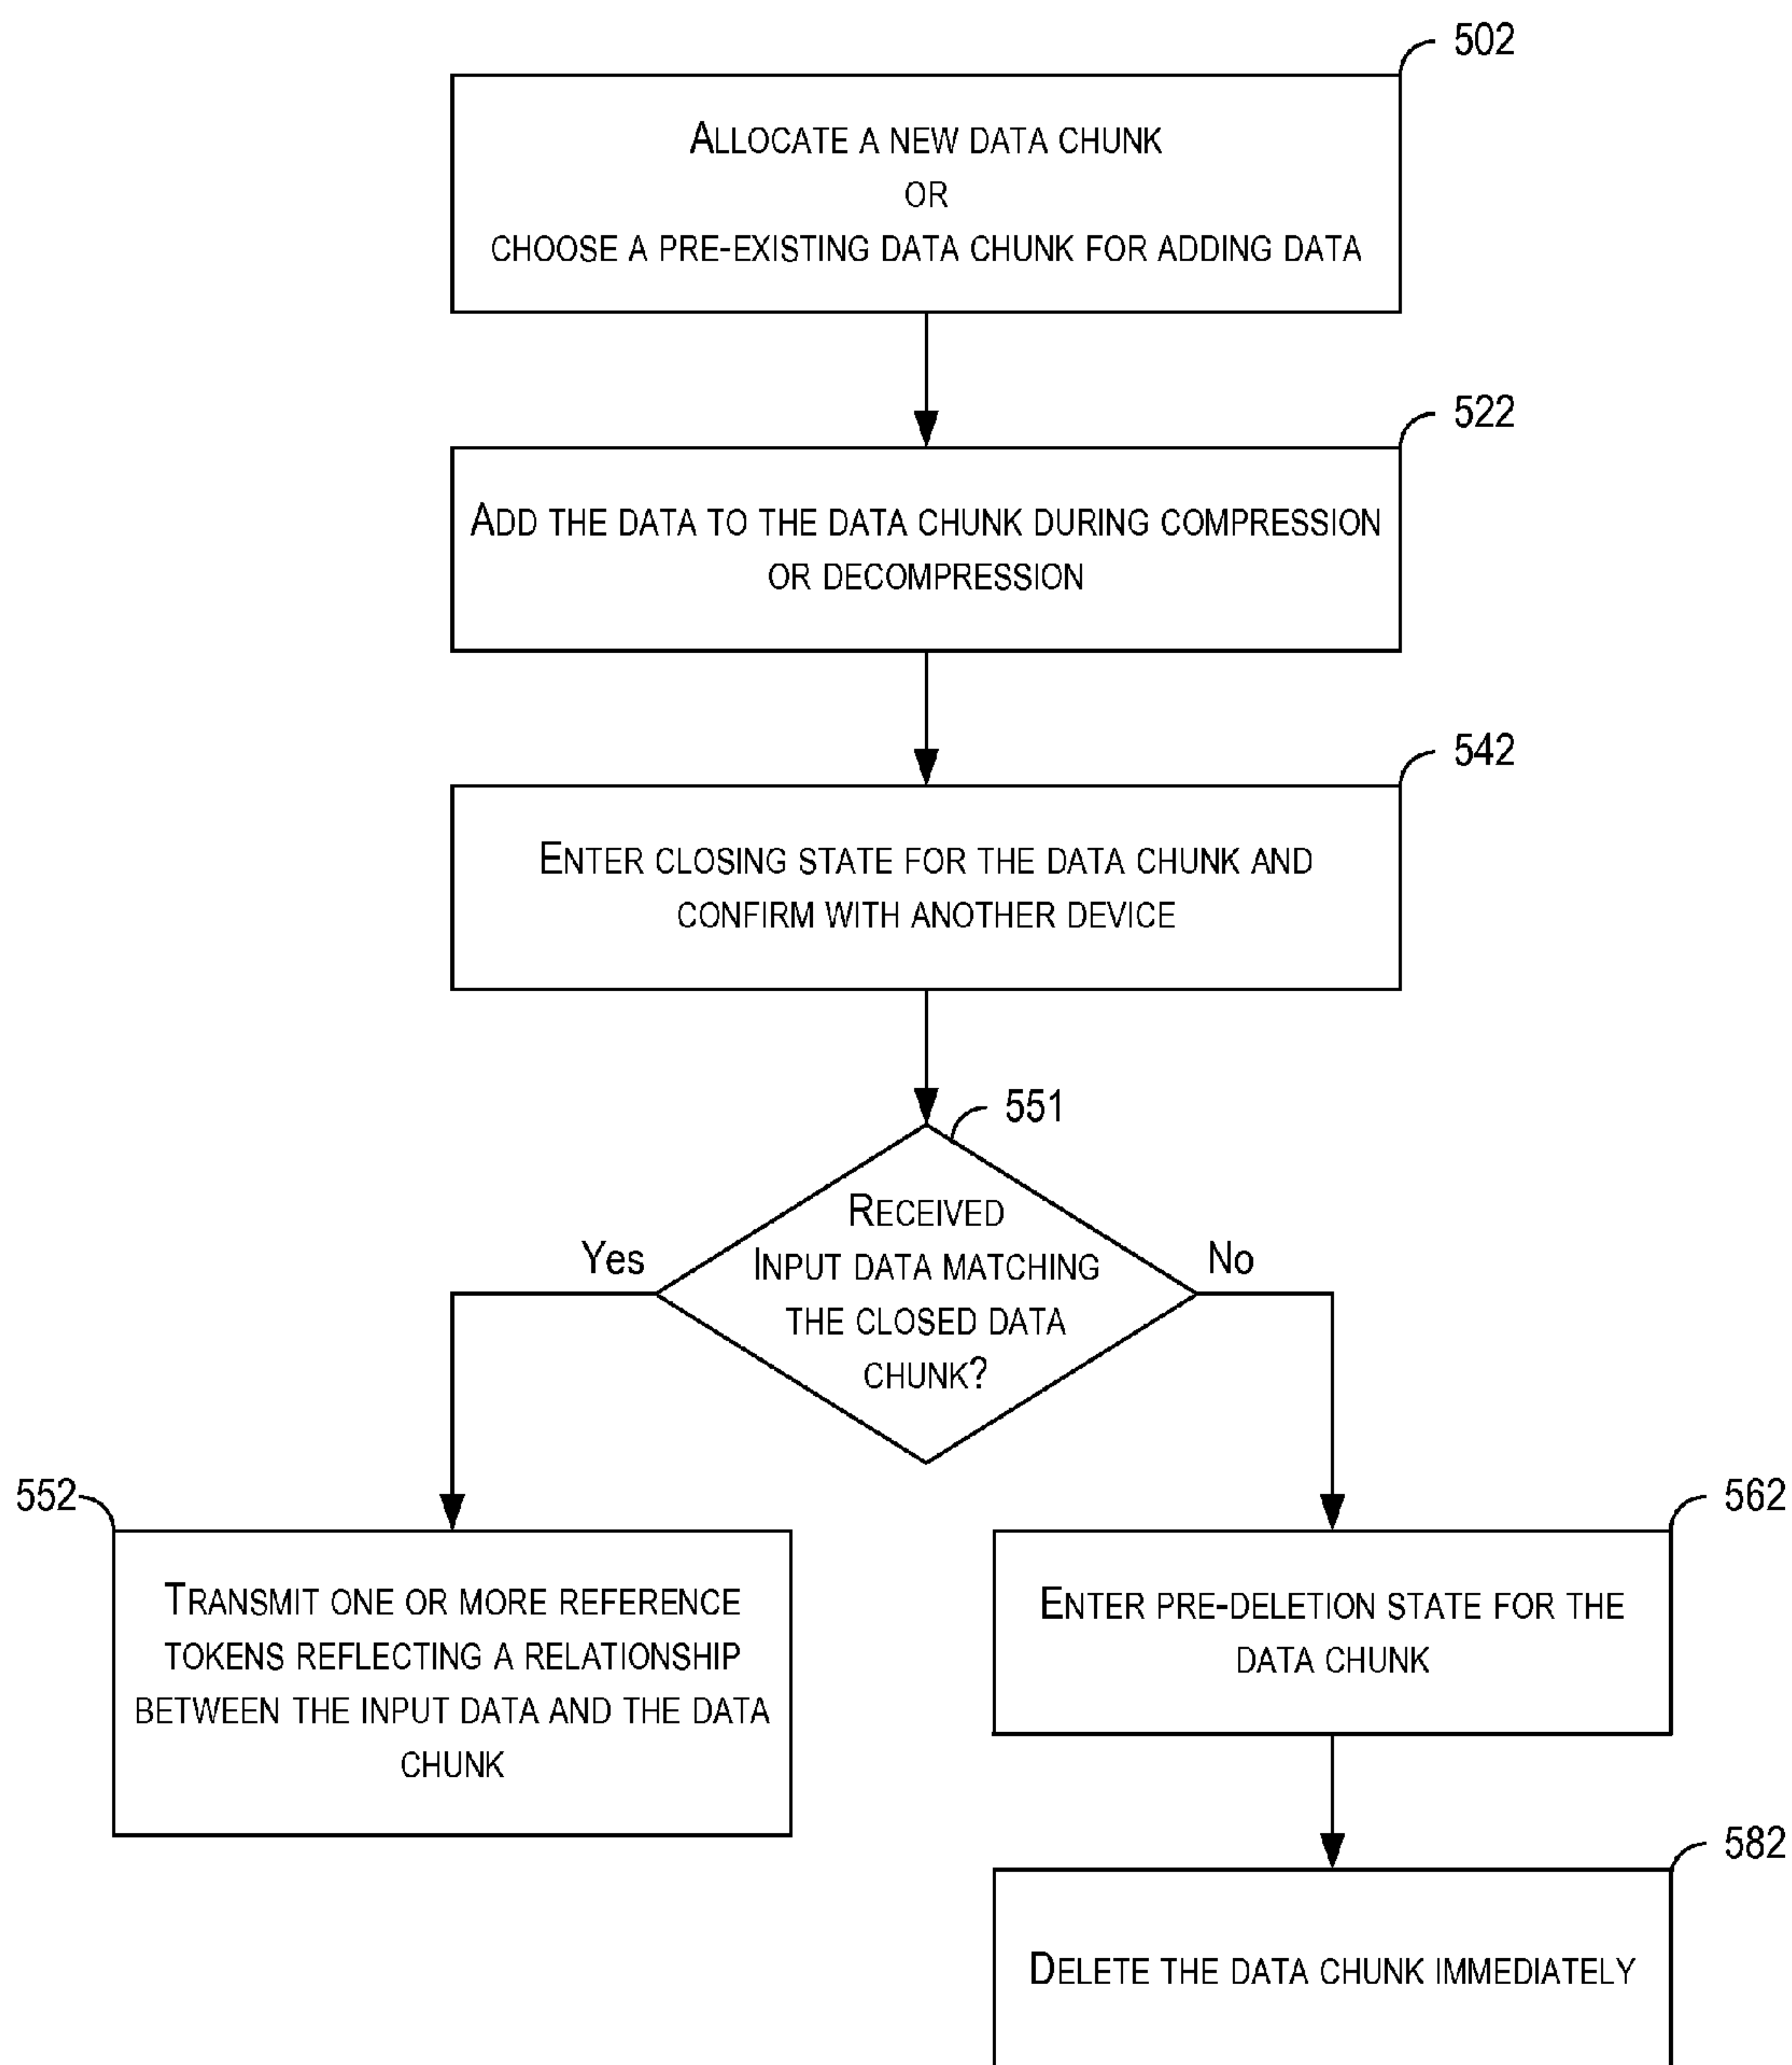 502
ALLOCATE A NEW DATA CHUNK
OR
CHOOSE A PRE-EXISTING DATA CHUNK FOR ADDING DATA
522
ADD THE DATA TO THE DATA CHUNK DURING COMPRESSION
OR DECOMPRESSION
542
ENTER CLOSING STATE FOR THE DATA CHUNK AND
CONFIRM WITH ANOTHER DEVICE
551
RECEIVED
INPUT DATA MATCHING
THE CLOSED DATA
CHUNK?
Yes
No
552
TRANSMIT ONE OR MORE REFERENCE
TOKENS REFLECTING A RELATIONSHIP
BETWEEN THE INPUT DATA AND THE DATA
CHUNK
562
ENTER PRE-DELETION STATE FOR THE
DATA CHUNK
582
DELETE THE DATA CHUNK IMMEDIATELY